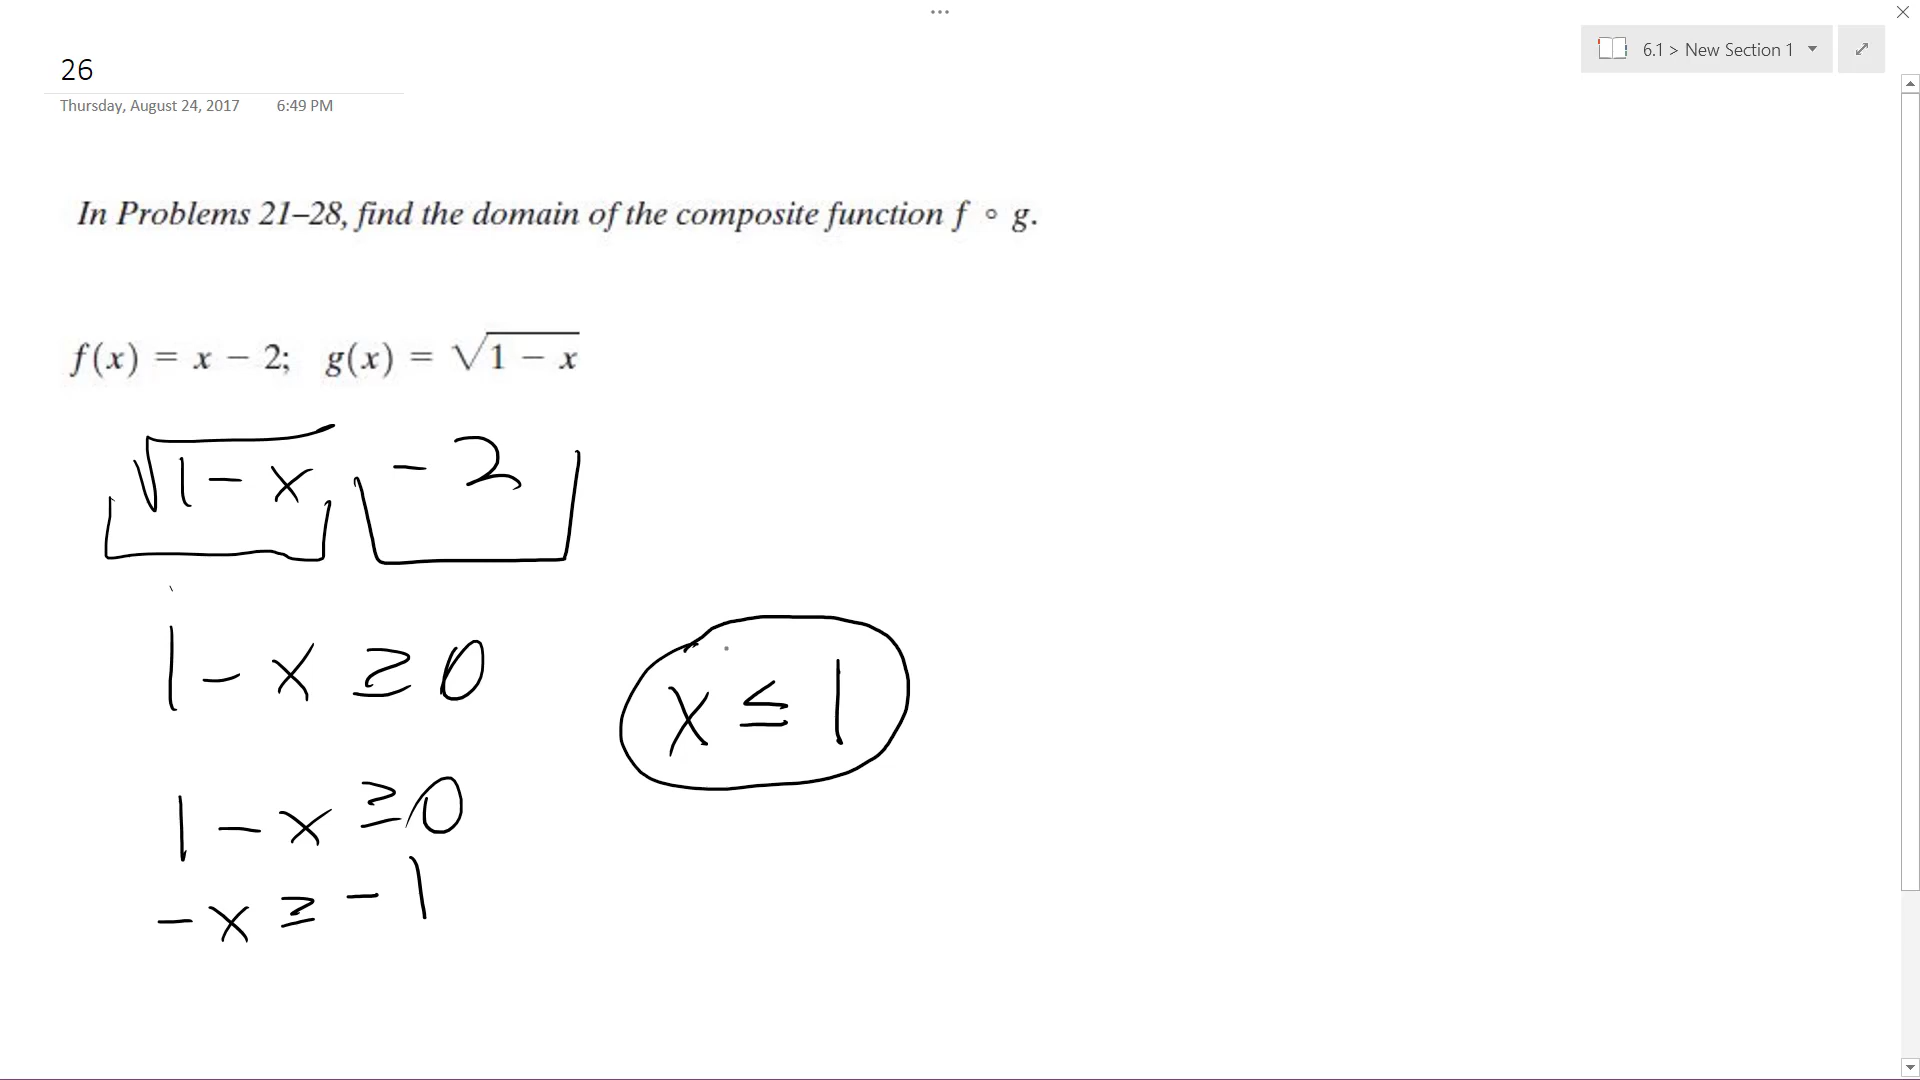 6.1 > New Section 1
26
Thursday, August 24, 2017 6:49 PM
In Problems 21–28, find the domain of the composite function f ∘ g.
f(x) = x − 2; g(x) = √(1 − x)
√(1 − x) − 2
1 − x ≥ 0
x ≤ 1
1 − x ≥ 0
−x ≥ −1